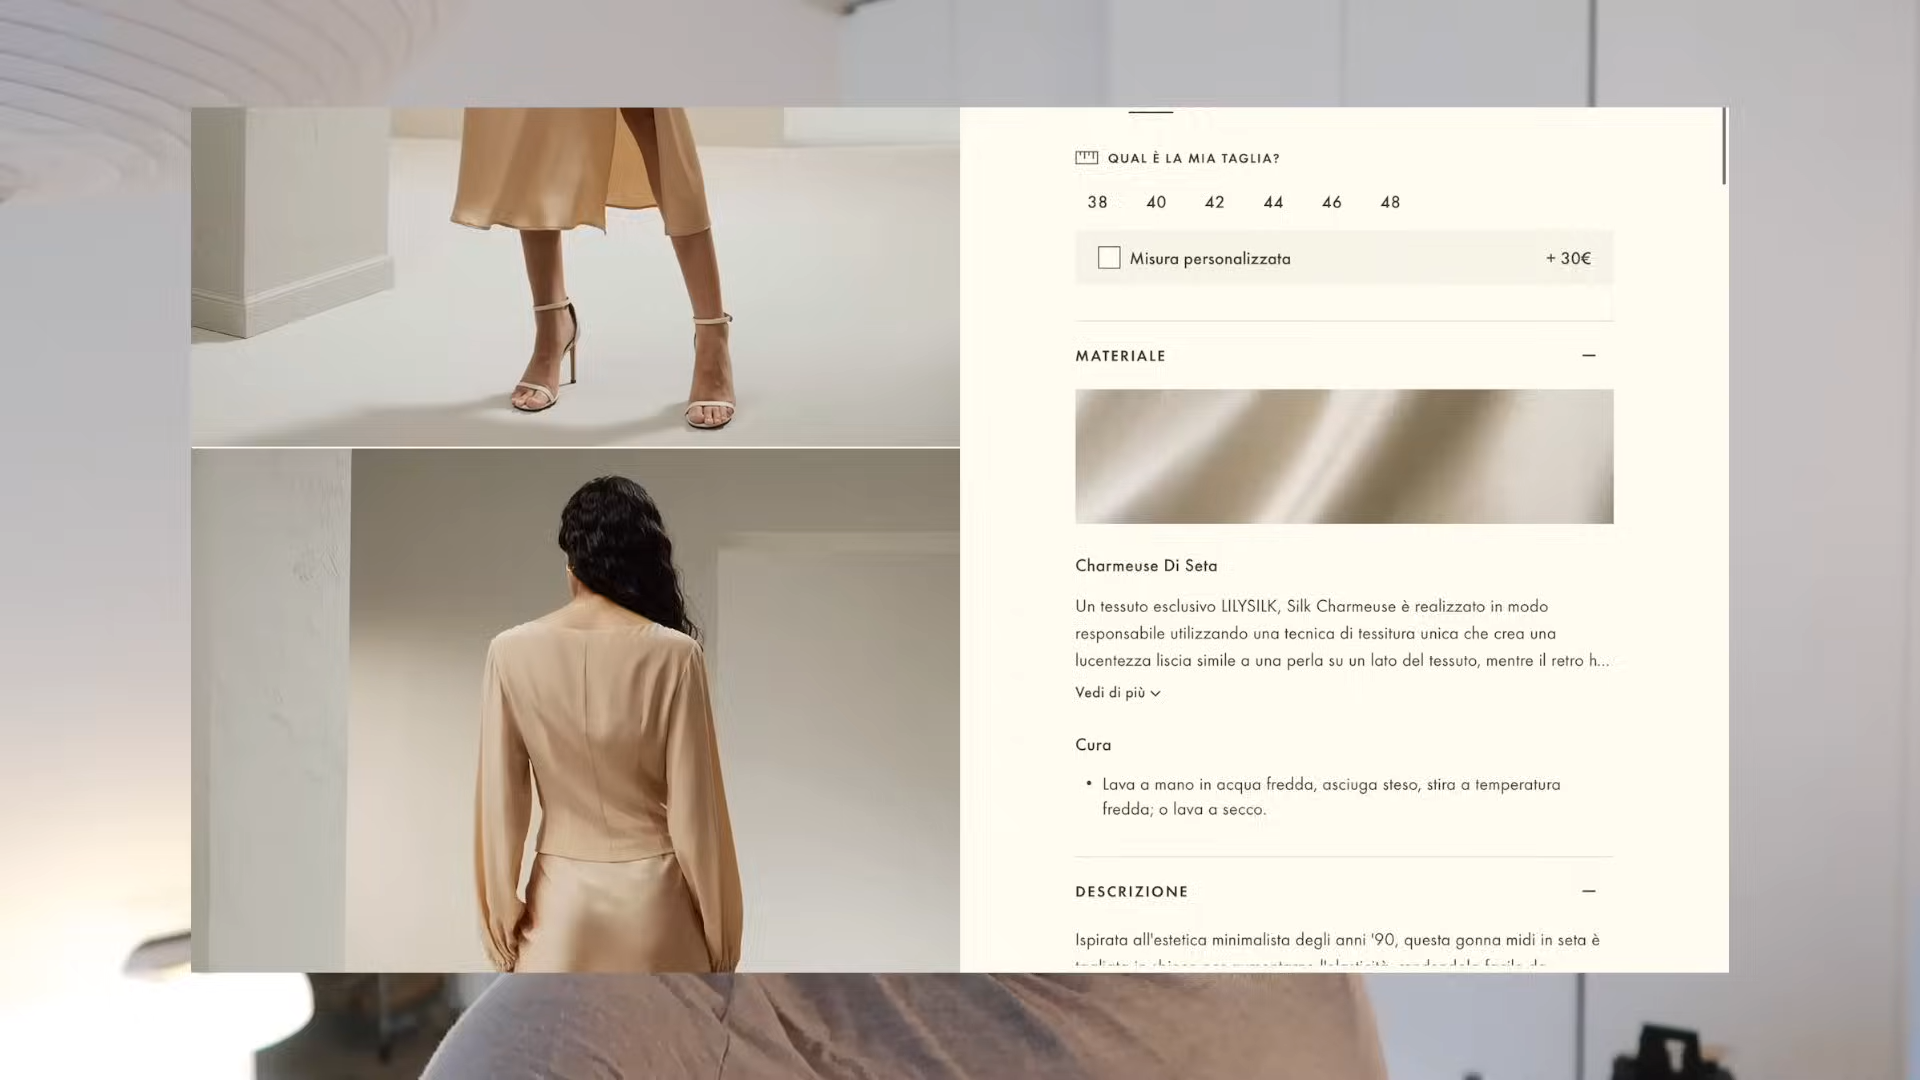 QUAL È LA MIA TAGLIA?
38 40 42 44 46 48
Misura personalizzata + 30€
MATERIALE
Charmeuse Di Seta
Un tessuto esclusivo LILYSILK, Silk Charmeuse è realizzato in modo
responsabile utilizzando una tecnica di tessitura unica che crea una
lucentezza liscia simile a una perla su un lato del tessuto, mentre il retro h...
Vedi di più
Cura
• Lava a mano in acqua fredda, asciuga steso, stira a temperatura
fredda; o lava a secco.
DESCRIZIONE
Ispirata all'estetica minimalista degli anni '90, questa gonna midi in seta è